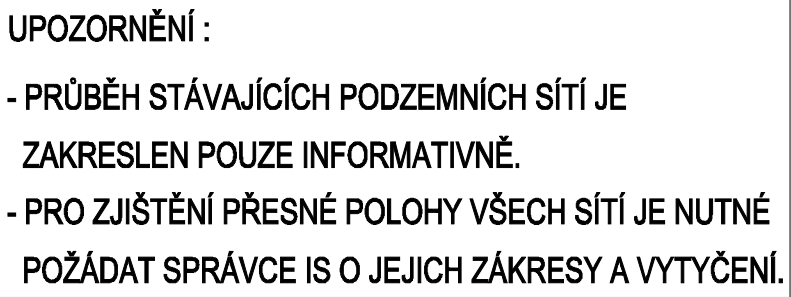 UPOZORNĚNÍ :
- PRŮBĚH STÁVAJÍCÍCH PODZEMNÍCH SÍTÍ JE
ZAKRESLEN POUZE INFORMATIVNĚ.
- PRO ZJIŠTĚNÍ PŘESNÉ POLOHY VŠECH SÍTÍ JE NUTNÉ
POŽÁDAT SPRÁVCE IS O JEJICH ZÁKRESY A VYTYČENÍ.